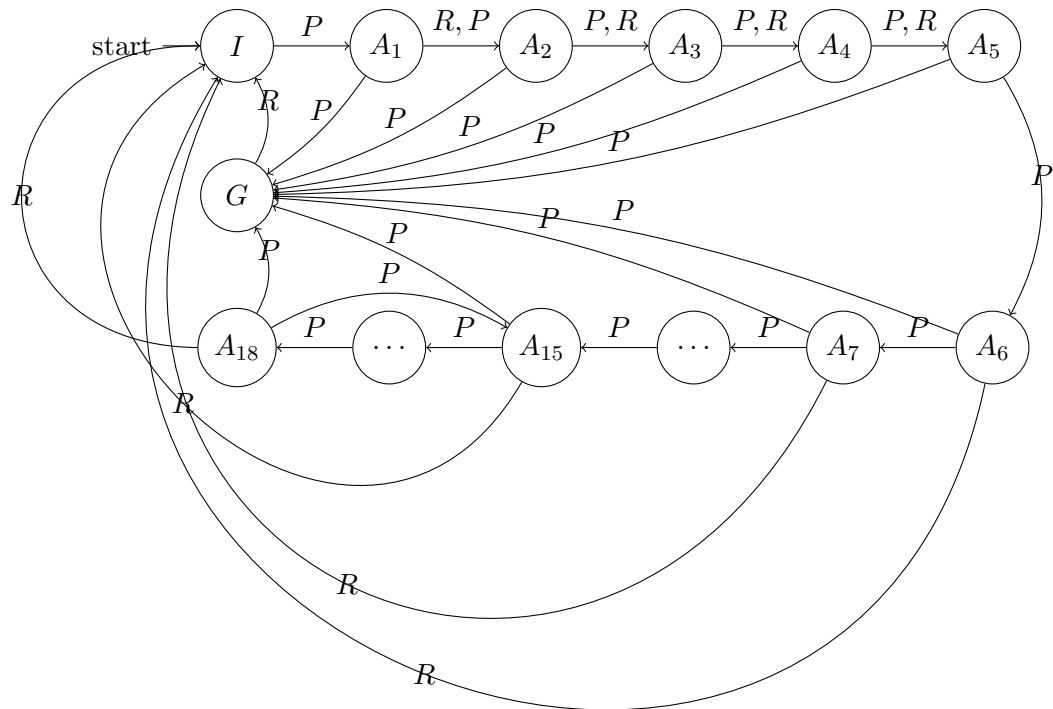 P R, P P, R P, R P, R
start I A₁ A₂ A₃ A₄ A₅
R P P P P P
R G P P
P P P
P P P P P P
A₁₈ ··· A₁₅ ··· A₇ A₆
R
R
R